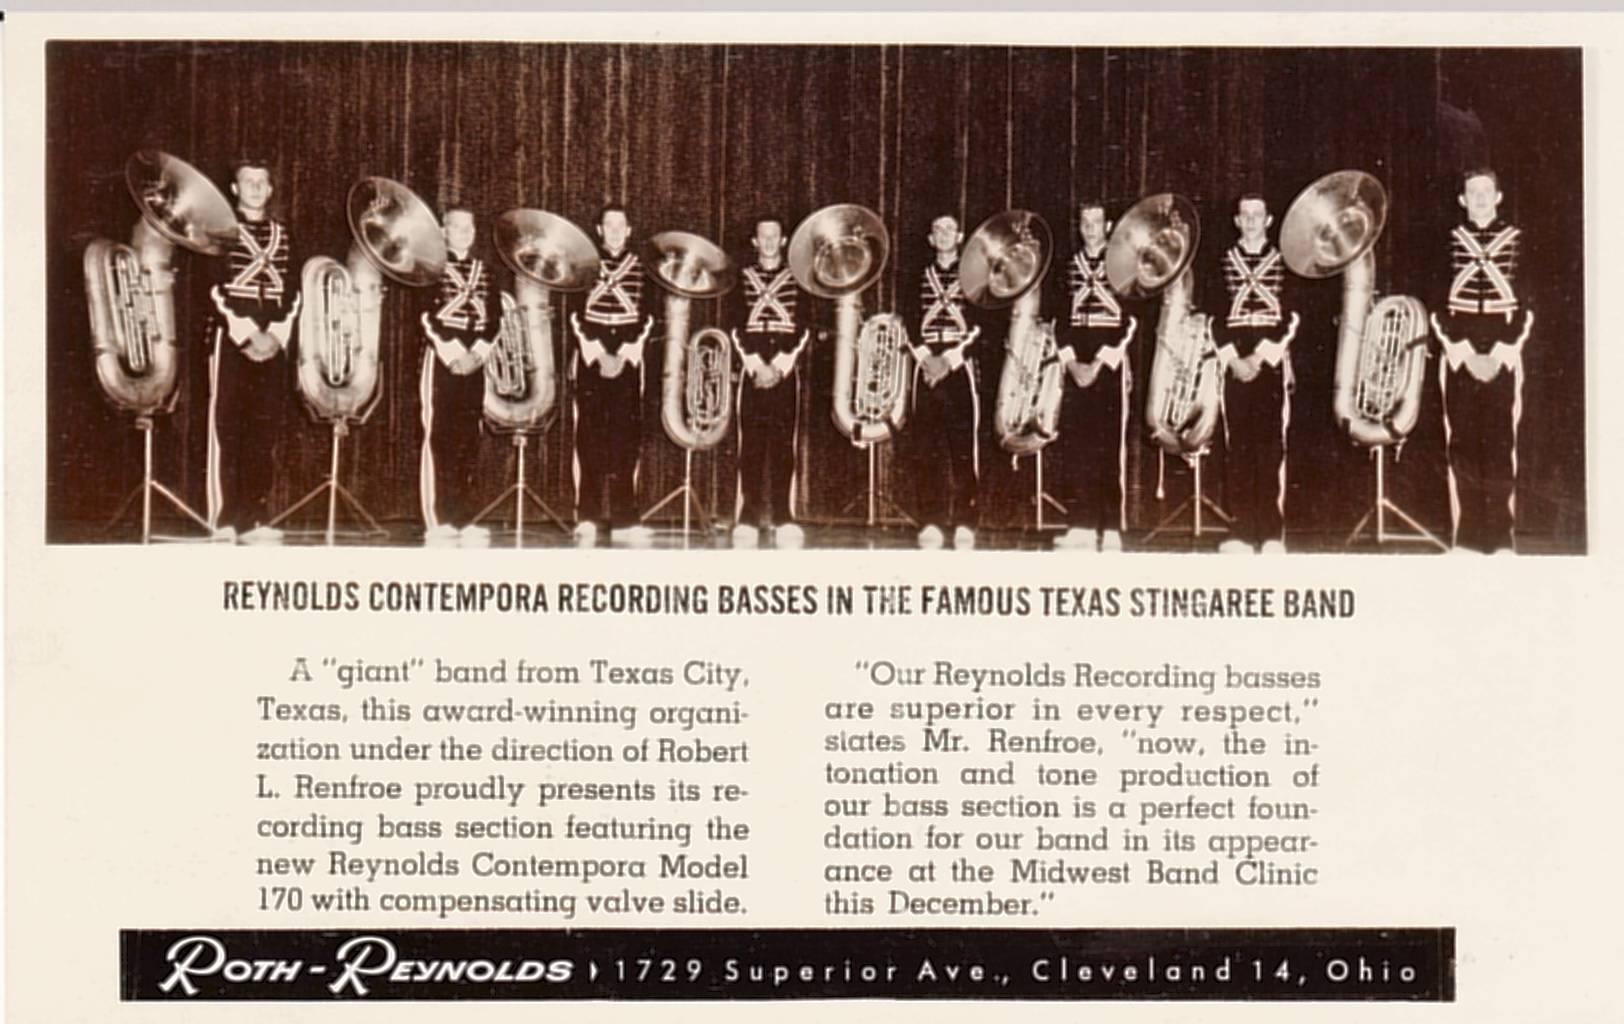 REYNOLDS CONTEMPORA RECORDING BASSES IN THE FAMOUS TEXAS STINGAREE BAND
A "giant" band from Texas City,
Texas, this award-winning organi-
zation under the direction of Robert
L. Renfroe proudly presents its re-
cording bass section featuring the
new Reynolds Contempora Model
170 with compensating valve slide.
"Our Reynolds Recording basses
are superior in every respect,"
states Mr. Renfroe, "now, the in-
tonation and tone production of
our bass section is a perfect foun-
dation for our band in its appear-
ance at the Midwest Band Clinic
this December."
ROTH-REYNOLDS 1729 Superior Ave., Cleveland 14, Ohio